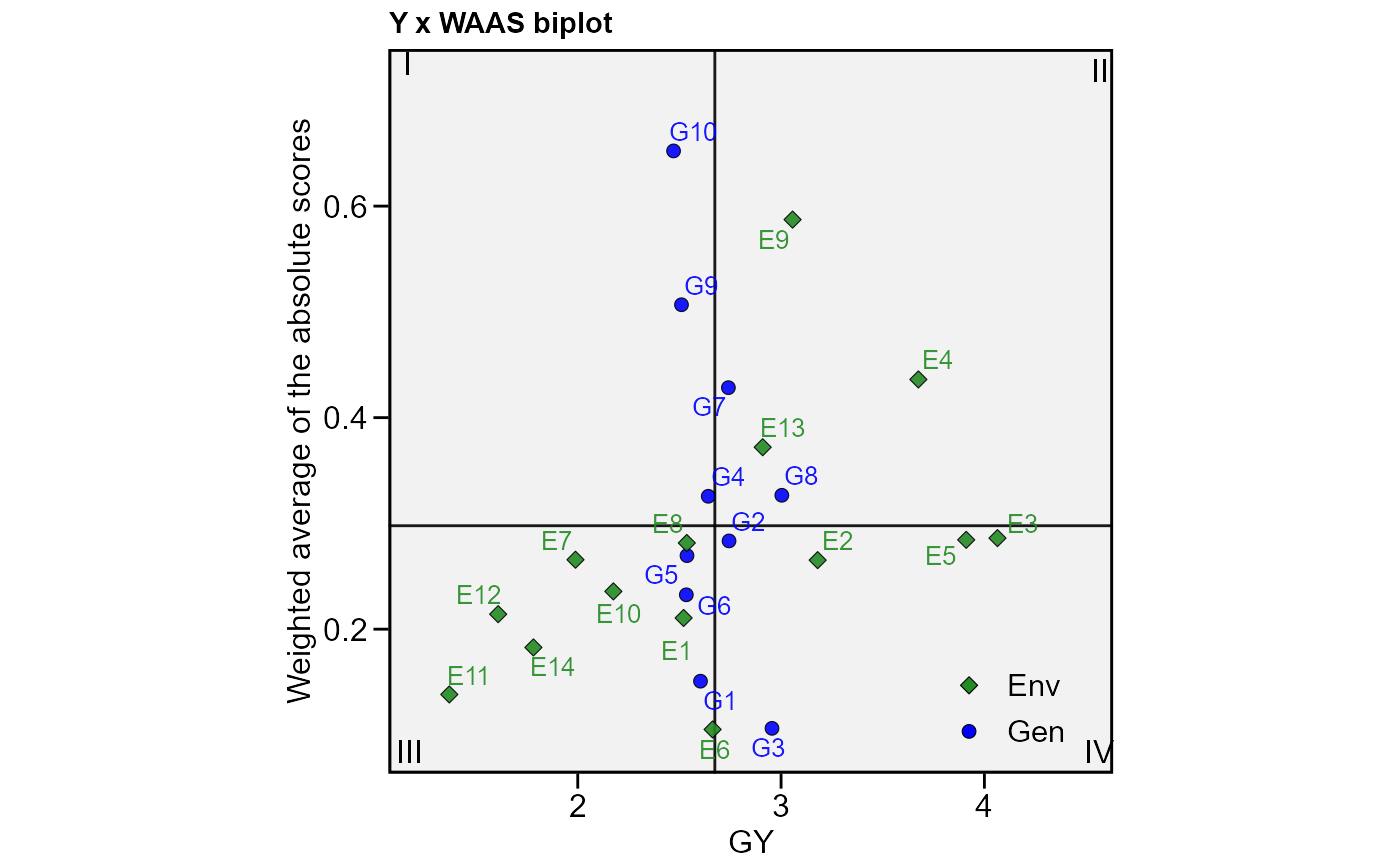 Y x WAAS biplot
I
II
G10
0.6
E9
G9
E4
0.4
G7
E13
G4
G8
G2
E8
E3
E7
E2
E5
G5
E12
G6
E10
0.2
E1
E14
E11
Env
G1
Gen
E6
G3
III
IV
2
3
4
GY
Weighted average of the absolute scores